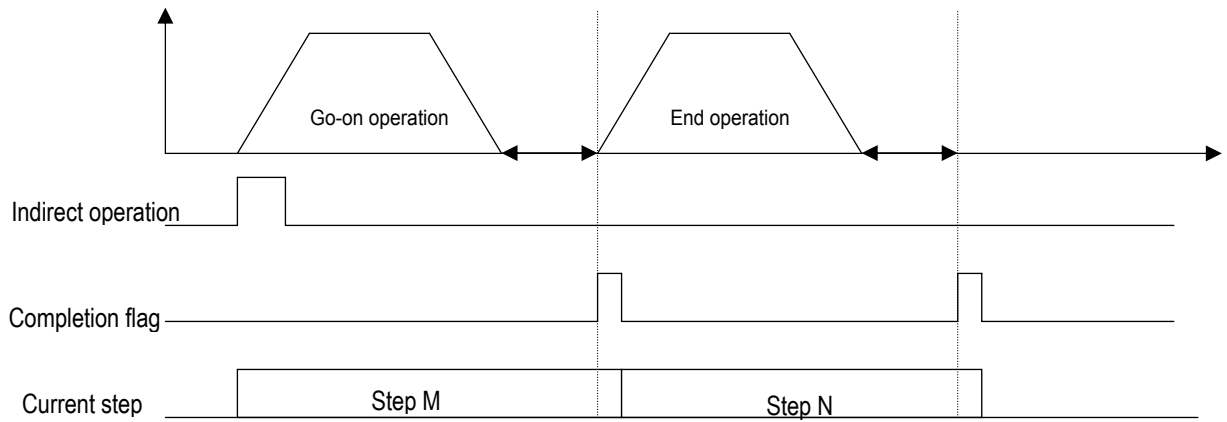 Go-on operation
End operation
Indirect operation
Completion flag
Current step
Step M
Step N